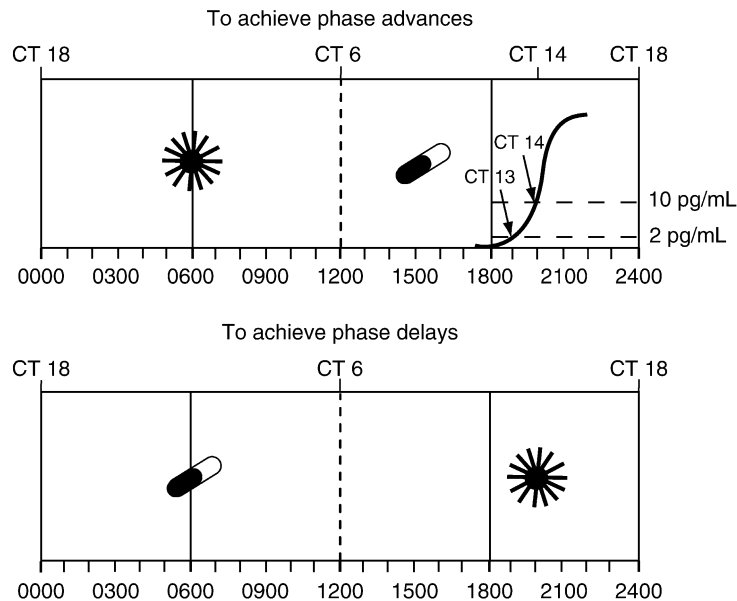 To achieve phase advances
CT 18 CT 6 CT 14 CT 18
CT 14
CT 13
10 pg/mL
2 pg/mL
0000 0300 0600 0900 1200 1500 1800 2100 2400
To achieve phase delays
CT 18 CT 6 CT 18
0000 0300 0600 0900 1200 1500 1800 2100 2400